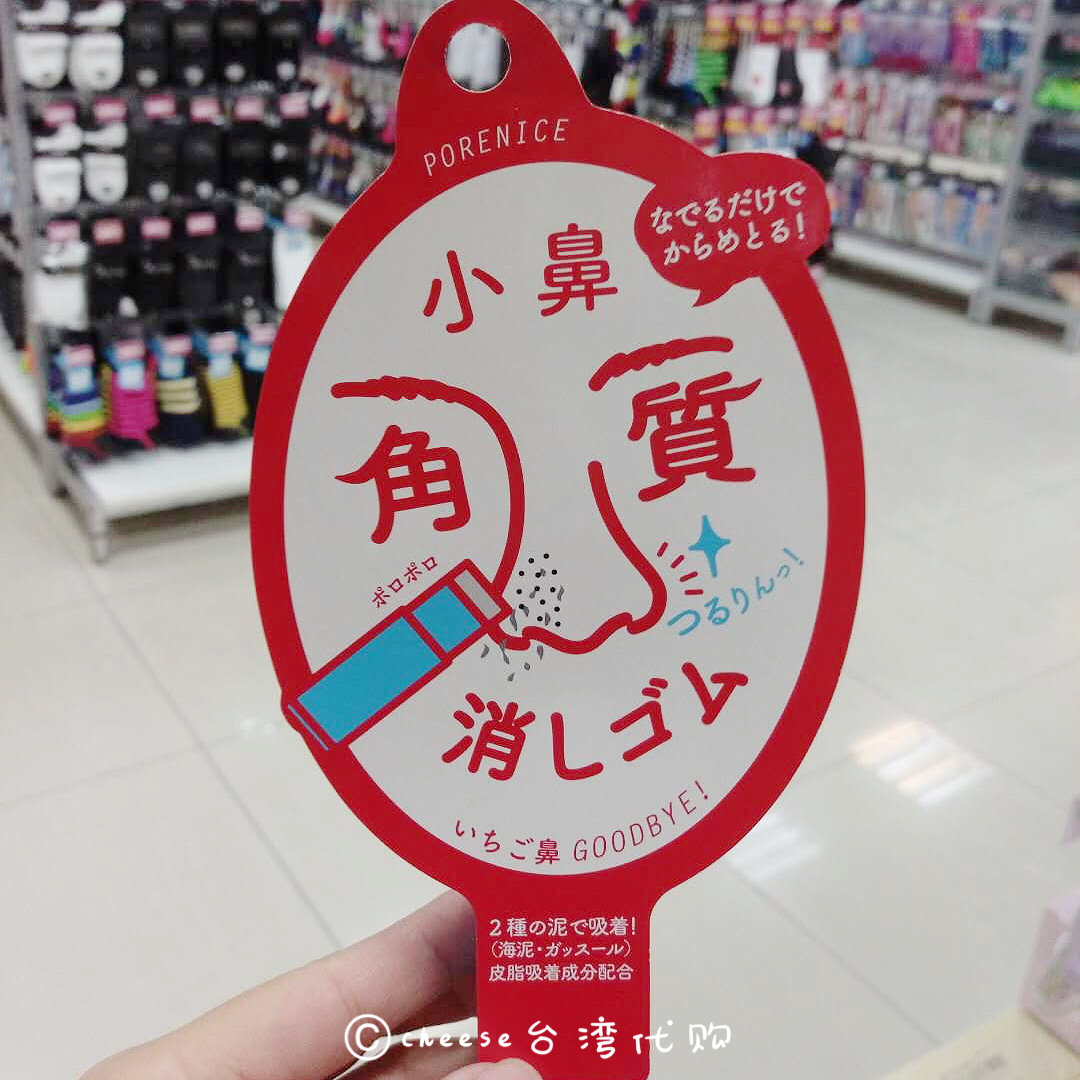 PORENICE
なでるだけで
からめとる!
小鼻
角質
ポロポロ
つるりんっ!
消しゴム
いちご鼻 GOODBYE!
2種の泥で吸着!
(海泥・ガッスール)
皮脂吸着成分配合
©cheese台湾代购